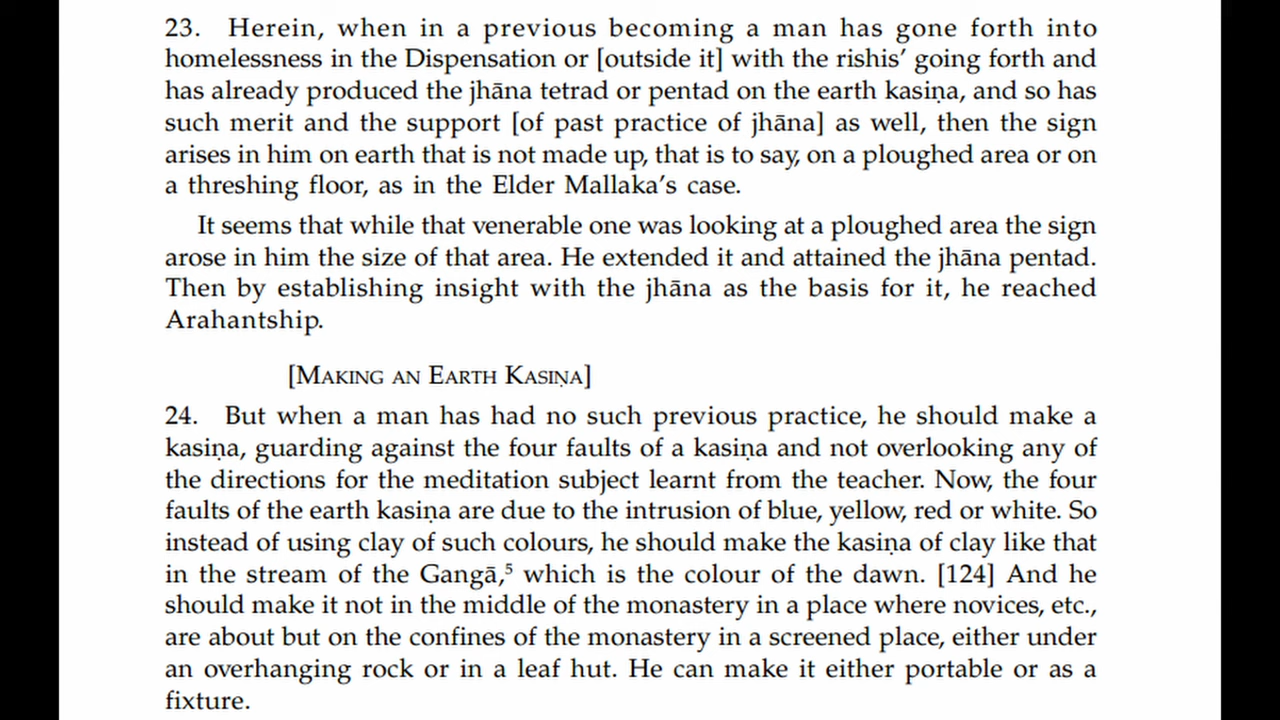 23. Herein, when in a previous becoming a man has gone forth into
homelessness in the Dispensation or [outside it] with the rishis’ going forth and
has already produced the jhāna tetrad or pentad on the earth kasiṇa, and so has
such merit and the support [of past practice of jhāna] as well, then the sign
arises in him on earth that is not made up, that is to say, on a ploughed area or on
a threshing floor, as in the Elder Mallaka’s case.
It seems that while that venerable one was looking at a ploughed area the sign
arose in him the size of that area. He extended it and attained the jhāna pentad.
Then by establishing insight with the jhāna as the basis for it, he reached
Arahantship.
[MAKING AN EARTH KASIṆA]
24. But when a man has had no such previous practice, he should make a
kasiṇa, guarding against the four faults of a kasiṇa and not overlooking any of
the directions for the meditation subject learnt from the teacher. Now, the four
faults of the earth kasiṇa are due to the intrusion of blue, yellow, red or white. So
instead of using clay of such colours, he should make the kasiṇa of clay like that
in the stream of the Gangā,⁵ which is the colour of the dawn. [124] And he
should make it not in the middle of the monastery in a place where novices, etc.,
are about but on the confines of the monastery in a screened place, either under
an overhanging rock or in a leaf hut. He can make it either portable or as a
fixture.